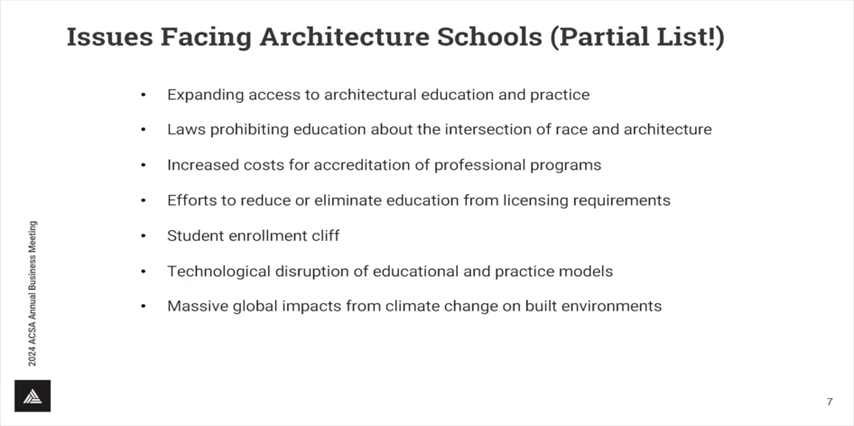 Issues Facing Architecture Schools (Partial List!)
• Expanding access to architectural education and practice
• Laws prohibiting education about the intersection of race and architecture
• Increased costs for accreditation of professional programs
• Efforts to reduce or eliminate education from licensing requirements
• Student enrollment cliff
• Technological disruption of educational and practice models
• Massive global impacts from climate change on built environments
2024 ACSA Annual Business Meeting
7